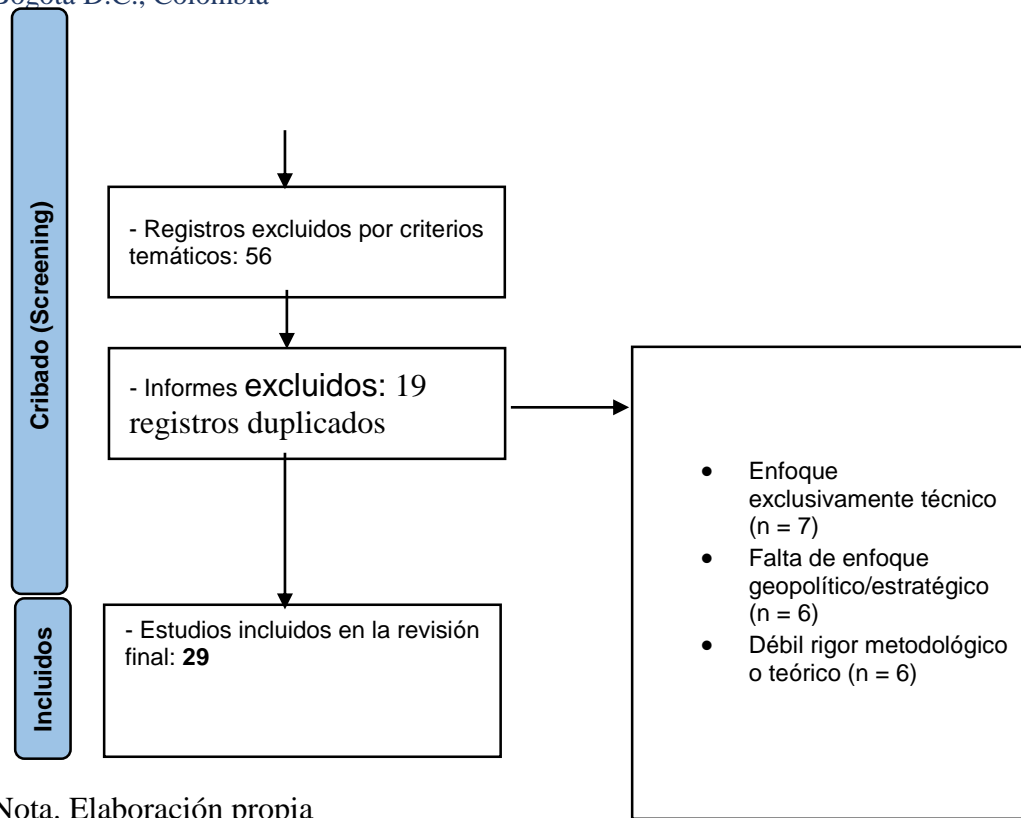 Bogotá D.C., Colombia
Cribado (Screening)
- Registros excluidos por criterios
temáticos: 56
- Informes excluidos: 19
registros duplicados
• Enfoque
exclusivamente técnico
(n = 7)
• Falta de enfoque
geopolítico/estratégico
(n = 6)
• Débil rigor metodológico
o teórico (n = 6)
Incluidos
- Estudios incluidos en la revisión
final: 29
Nota. Elaboración propia